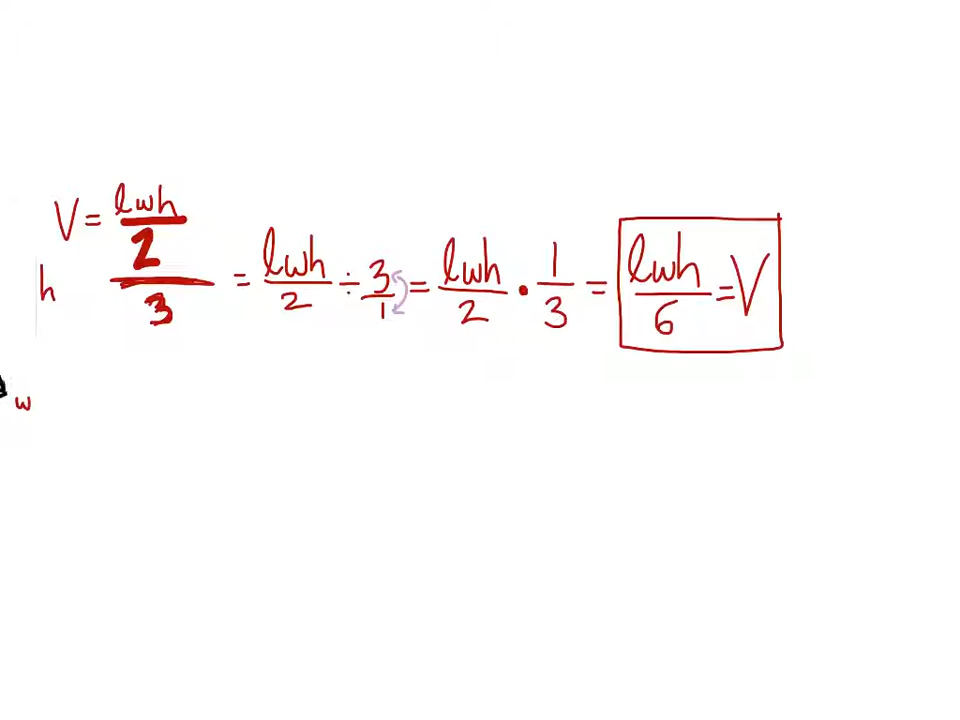 V = lwh/2/3 = lwh/2 ÷ 3/1 = lwh/2 • 1/3 = lwh/6 = V
h
w